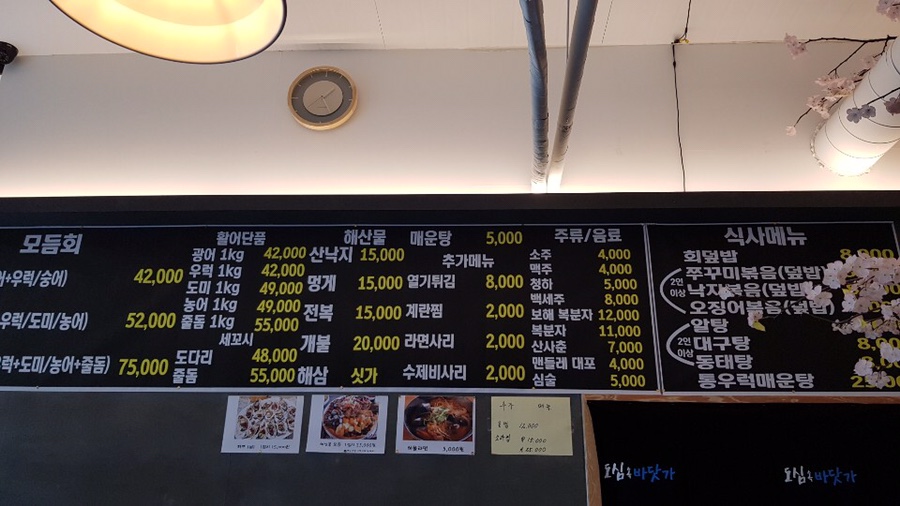 모듬회
어+우럭/숭어) 42,000
우럭/도미/농어) 52,000
럭+도미/농어+줄돔) 75,000
활어단품
광어 1kg 42,000
우럭 1kg 42,000
도미 1kg 49,000
농어 1kg 49,000
줄돔 1kg 55,000
세꼬시
도다리 48,000
줄돔 55,000
해산물
산낙지 15,000
멍게 15,000
전복 15,000
개불 20,000
해삼 싯가
매운탕 5,000
추가메뉴
열기튀김 8,000
계란찜 2,000
라면사리 2,000
수제비사리 2,000
주류/음료
소주 4,000
맥주 4,000
청하 5,000
백세주 8,000
보해 복분자 12,000
복분자 11,000
산사춘 7,000
맨들래 대포 4,000
심술 5,000
식사메뉴
회덮밥 8,000
2인 이상
쭈꾸미볶음(덮밥)
낙지볶음(덮밥)
오징어볶음(덮밥)
2인 이상
알탕
대구탕 8,0
동태탕 8,
통우럭매운탕
도심속바닷가
도심속바닷가